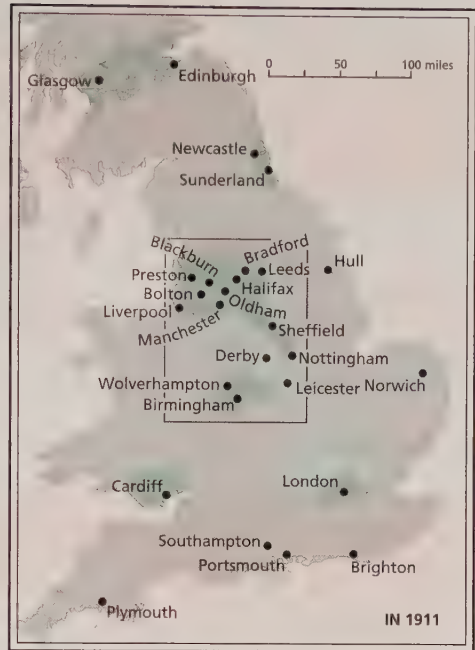 0 50 100 miles
Edinburgh
Glasgow
Newcastle
Sunderland
Blackburn
Bradford
Preston
Leeds
Hull
Bolton
Halifax
Liverpool
Oldham
Manchester
Sheffield
Derby
Nottingham
Wolverhampton
Leicester
Norwich
Birmingham
Cardiff
London
Southampton
Portsmouth
Brighton
Plymouth
IN 1911